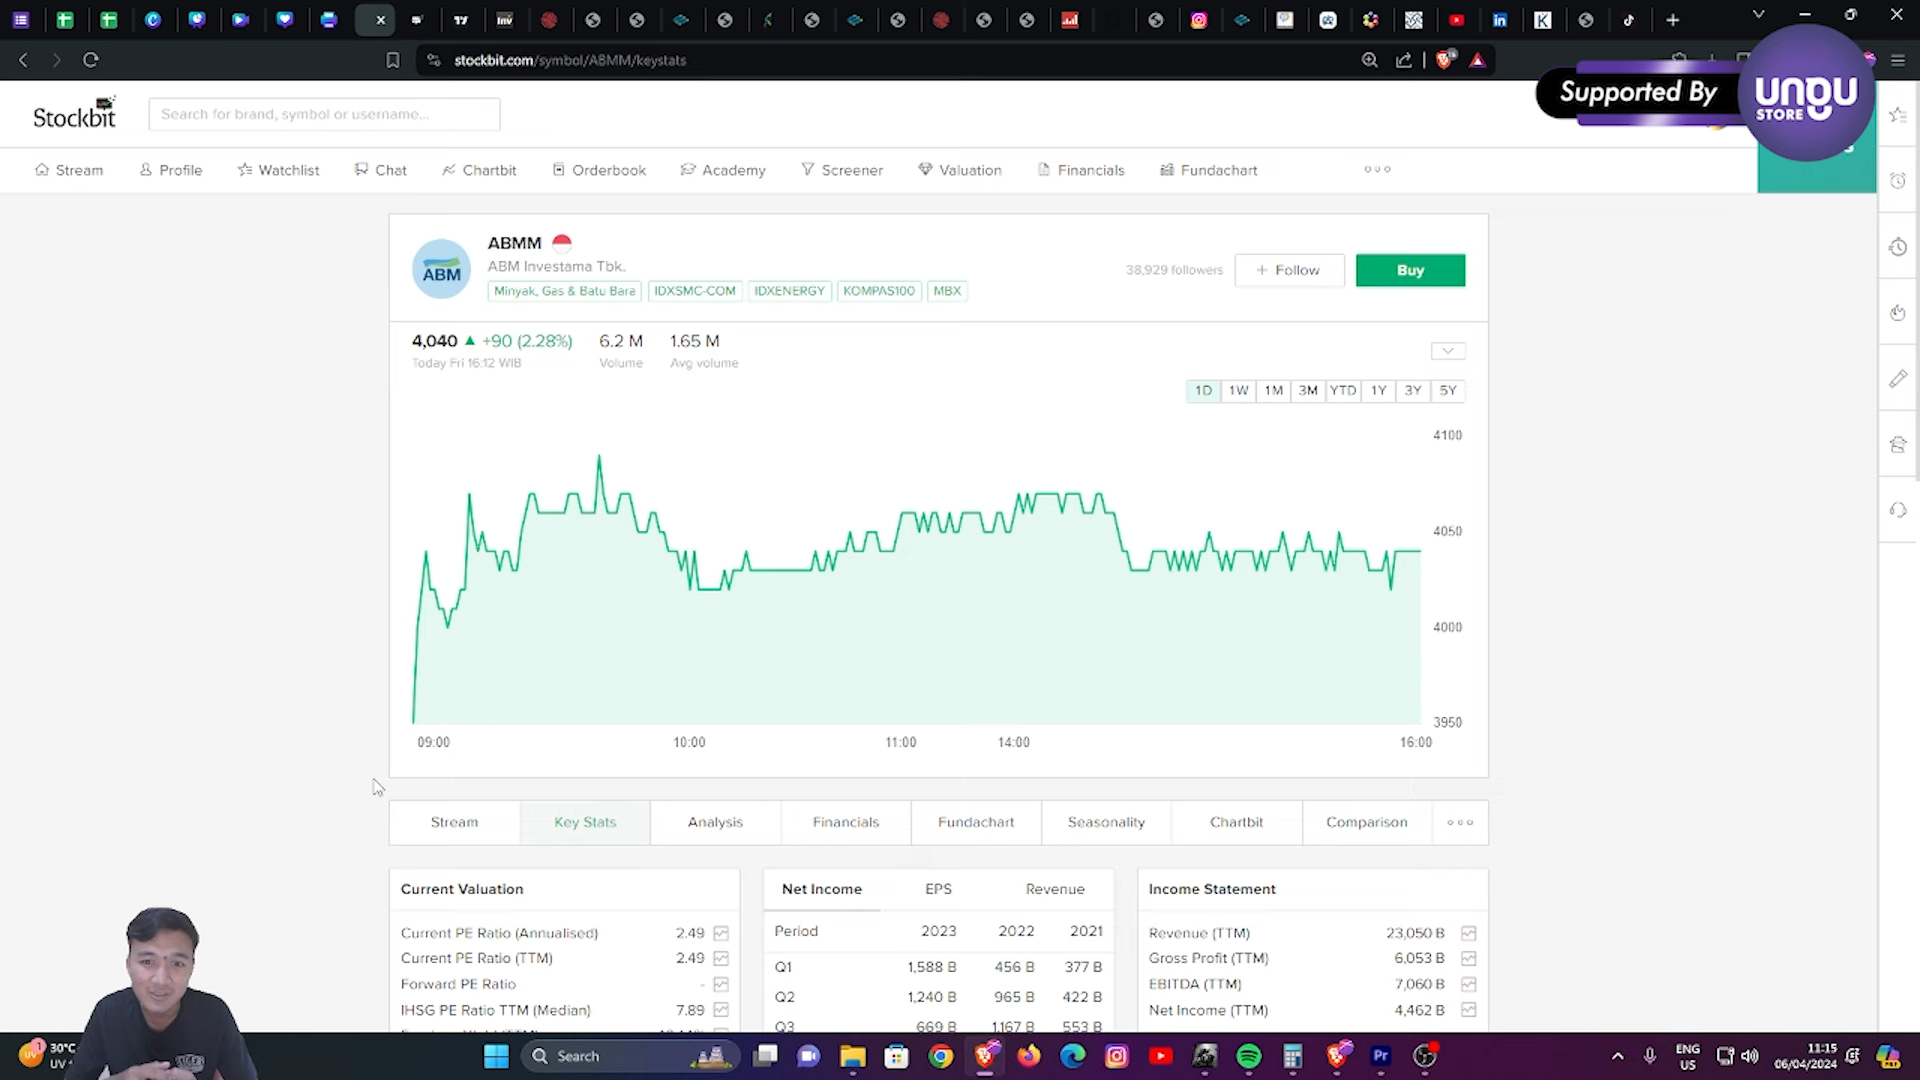 stockbit.com/symbol/ABMM/keystats
Supported By
UNGU
STORE
Stockbit
Search for brand, symbol or username...
Stream
Profile
Watchlist
Chat
Chartbit
Orderbook
Academy
Screener
Valuation
Financials
Fundachart
ABM
ABMM
ABM Investama Tbk.
Minyak, Gas & Batu Bara
IDXSMC-COM
IDXENERGY
KOMPAS100
MBX
38,929 followers
+ Follow
Buy
4,040 ▲ +90 (2.28%)
Today Fri 16:12 WIB
6.2 M
Volume
1.65 M
Avg volume
1D 1W 1M 3M YTD 1Y 3Y 5Y
4100
4050
4000
3950
09:00 10:00 11:00 14:00 16:00
Stream
Key Stats
Analysis
Financials
Fundachart
Seasonality
Chartbit
Comparison
Current Valuation
Current PE Ratio (Annualised) 2.49
Current PE Ratio (TTM) 2.49
Forward PE Ratio -
IHSG PE Ratio TTM (Median) 7.89
Net Income EPS Revenue
Period 2023 2022 2021
Q1 1,588 B 456 B 377 B
Q2 1,240 B 965 B 422 B
Q3 669 B 1,167 B 553 B
Income Statement
Revenue (TTM) 23,050 B
Gross Profit (TTM) 6,053 B
EBITDA (TTM) 7,060 B
Net Income (TTM) 4,462 B
30°C
UV
Search
ENG
US
11:15
06/04/2024